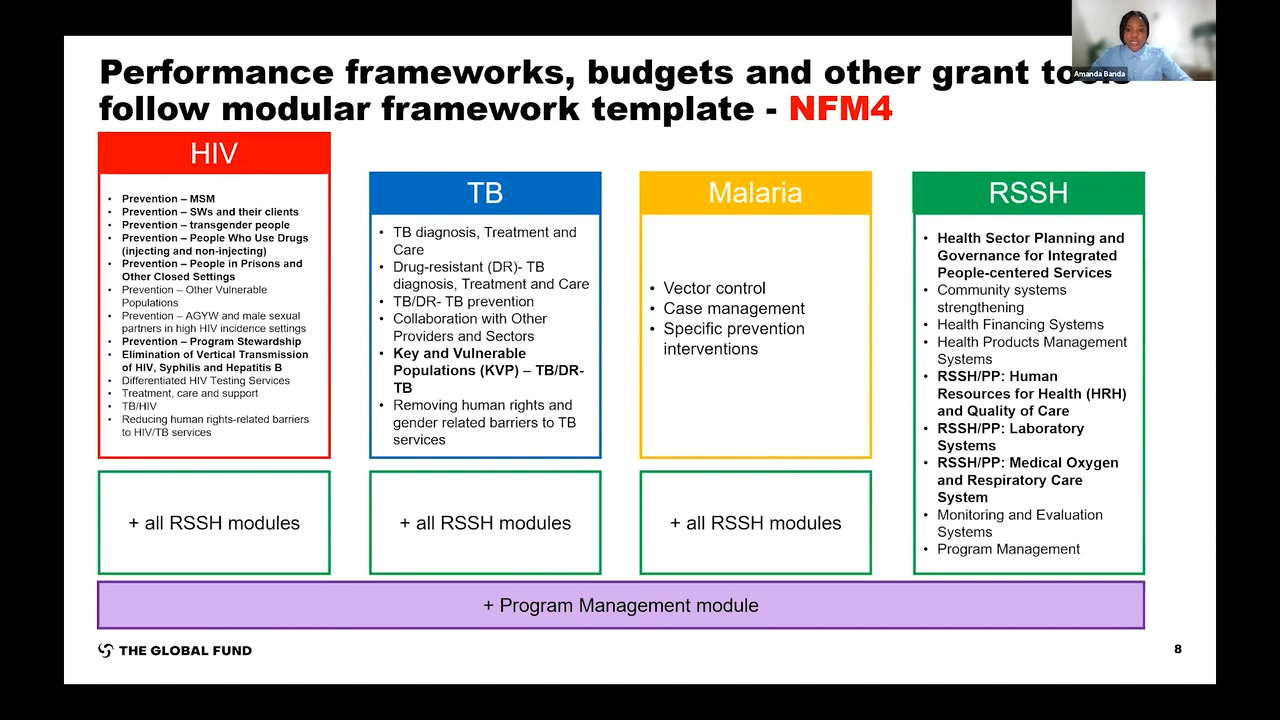 Performance frameworks, budgets and other grant tools
follow modular framework template - NFM4
Amanda Banda
HIV
• Prevention – MSM
• Prevention – SWs and their clients
• Prevention – transgender people
• Prevention – People Who Use Drugs
(injecting and non-injecting)
• Prevention – People in Prisons and
Other Closed Settings
• Prevention – Other Vulnerable
Populations
• Prevention – AGYW and male sexual
partners in high HIV incidence settings
• Prevention – Program Stewardship
• Elimination of Vertical Transmission
of HIV, Syphilis and Hepatitis B
• Differentiated HIV Testing Services
• Treatment, care and support
• TB/HIV
• Reducing human rights-related barriers
to HIV/TB services
+ all RSSH modules
TB
• TB diagnosis, Treatment and
Care
• Drug-resistant (DR)- TB
diagnosis, Treatment and Care
• TB/DR- TB prevention
• Collaboration with Other
Providers and Sectors
• Key and Vulnerable
Populations (KVP) – TB/DR-
TB
• Removing human rights and
gender related barriers to TB
services
+ all RSSH modules
Malaria
• Vector control
• Case management
• Specific prevention
interventions
+ all RSSH modules
RSSH
• Health Sector Planning and
Governance for Integrated
People-centered Services
• Community systems
strengthening
• Health Financing Systems
• Health Products Management
Systems
• RSSH/PP: Human
Resources for Health (HRH)
and Quality of Care
• RSSH/PP: Laboratory
Systems
• RSSH/PP: Medical Oxygen
and Respiratory Care
System
• Monitoring and Evaluation
Systems
• Program Management
+ Program Management module
THE GLOBAL FUND
8